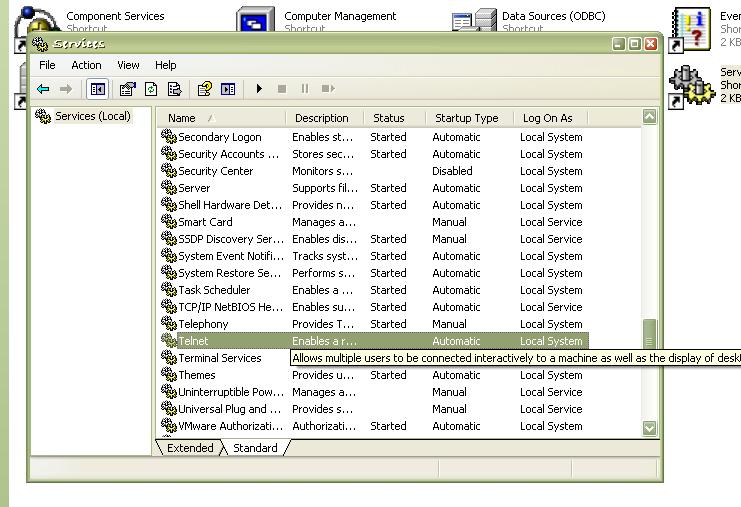 Component Services
Shortcut
Computer Management
Shortcut
Data Sources (ODBC)
Shortcut
Even
Shor
2 KB
Services
File Action View Help
Serv
Shor
2 KB
Services (Local)
Name Description Status Startup Type Log On As
Secondary Logon Enables st... Started Automatic Local System
Security Accounts ... Stores sec... Started Automatic Local System
Security Center Monitors s... Disabled Local System
Server Supports fil... Started Automatic Local System
Shell Hardware Det... Provides n... Started Automatic Local System
Smart Card Manages a... Manual Local Service
SSDP Discovery Ser... Enables dis... Started Manual Local Service
System Event Notifi... Tracks syst... Started Automatic Local System
System Restore Se... Performs s... Started Automatic Local System
Task Scheduler Enables a ... Started Automatic Local System
TCP/IP NetBIOS He... Enables su... Started Automatic Local Service
Telephony Provides T... Started Manual Local System
Telnet Enables a r... Automatic Local System
Terminal Services
Allows multiple users to be connected interactively to a machine as well as the display of deskt
Themes Provides u... Started Automatic Local System
Uninterruptible Pow... Manages a... Manual Local Service
Universal Plug and ... Provides s... Manual Local Service
VMware Authorizati... Authorizati... Started Automatic Local System
Extended Standard